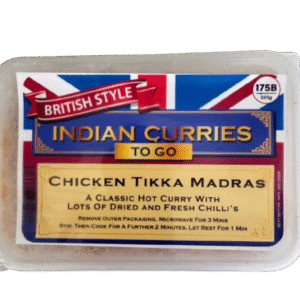 175B
320g
BRITISH STYLE
INDIAN CURRIES
TO GO
CHICKEN TIKKA MADRAS
A CLASSIC HOT CURRY WITH
LOTS OF DRIED AND FRESH CHILLI'S
REMOVE OUTER PACKAGING. MICROWAVE FOR 3 MINS
STIR THEN COOK FOR A FURTHER 2 MINUTES. LET REST FOR 1 MIN